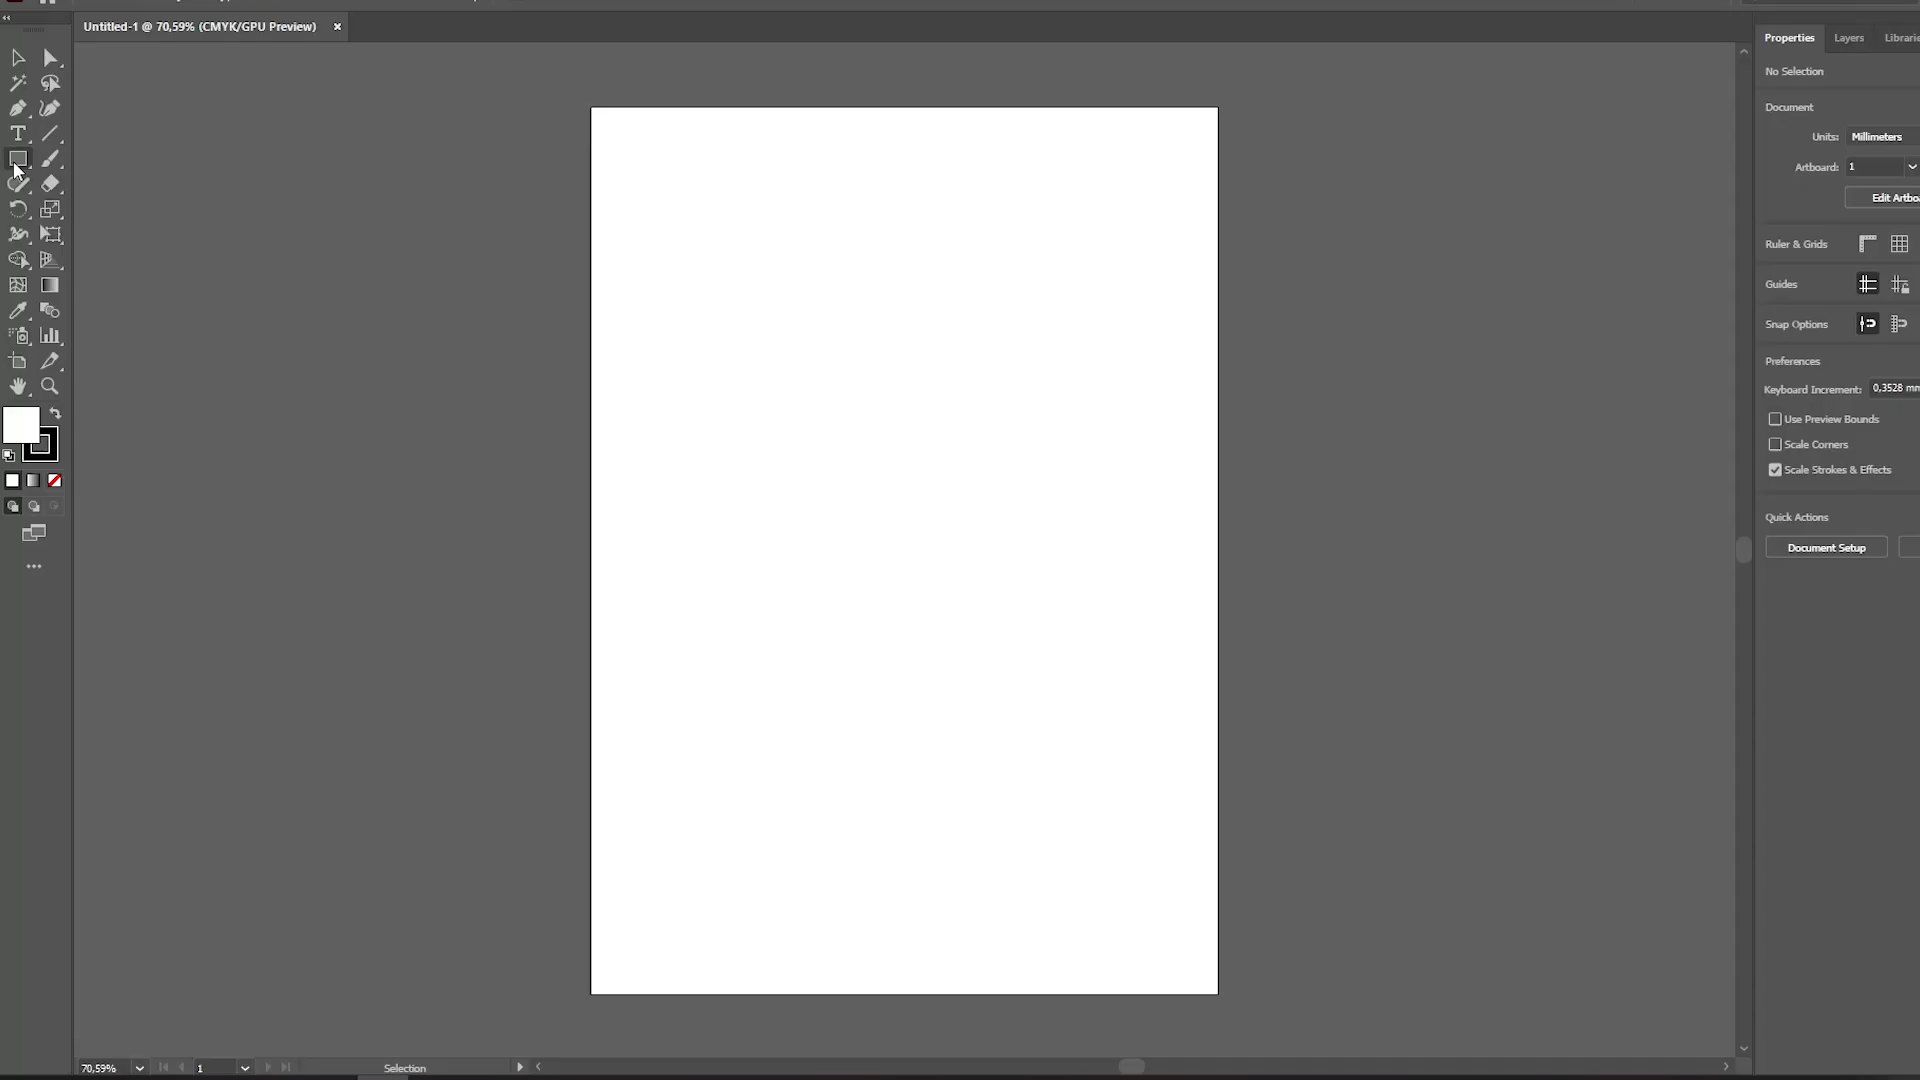 Untitled-1 @ 70,59% (CMYK/GPU Preview) ×
Properties Layers Librarie
No Selection
Document
Units: Millimeters
Artboard: 1
Edit Artbo
Ruler & Grids
Guides
Snap Options
Preferences
Keyboard Increment: 0,3528 mm
Use Preview Bounds
Scale Corners
Scale Strokes & Effects
Quick Actions
Document Setup
70,59% 1 Selection